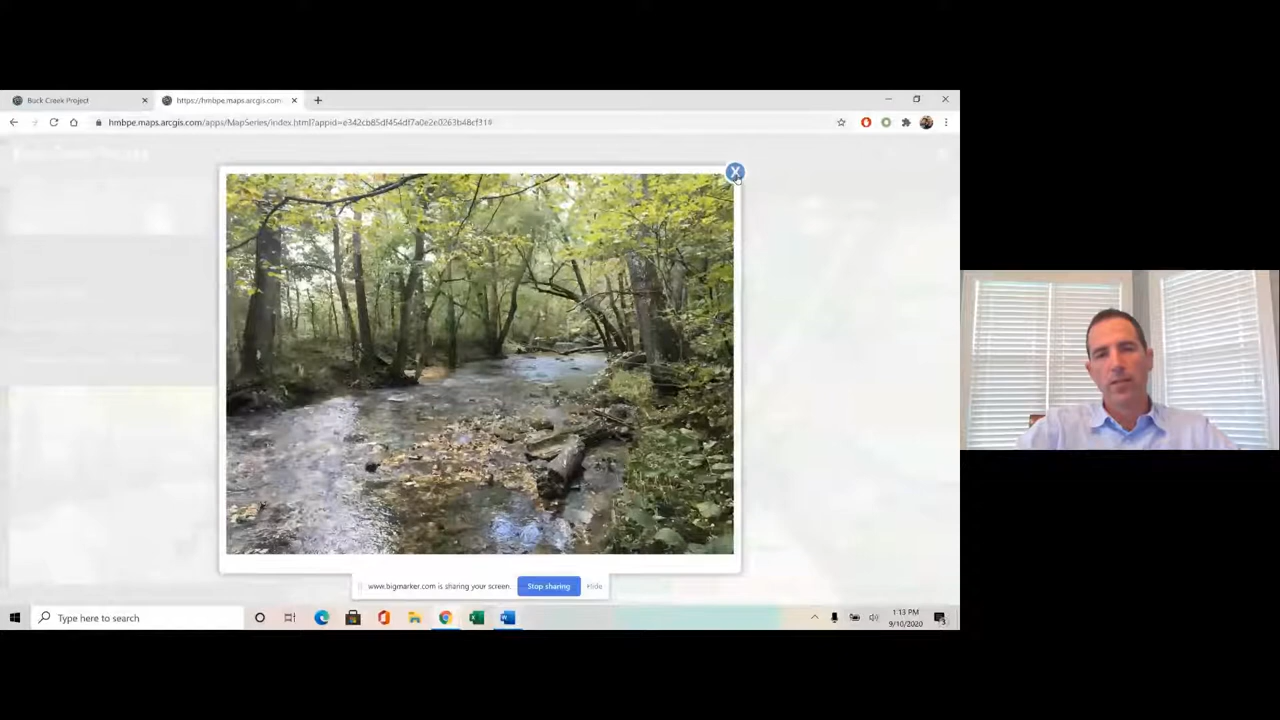 Buck Creek Project
https://hmbpe.maps.arcgis.com
hmbpe.maps.arcgis.com/apps/MapSeries/index.html?appid=e342cb85df454df7a0e2e0263b48cf31#
X
www.bigmarker.com is sharing your screen.
Stop sharing
Hide
Type here to search
1:13 PM
9/10/2020